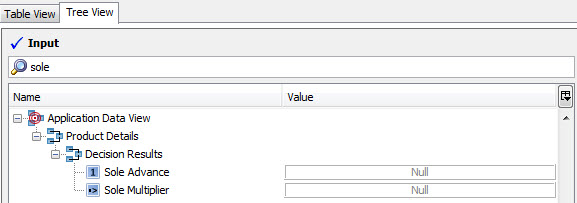 Table View Tree View
Input
sole
Name Value
Application Data View
Product Details
Decision Results
1 Sole Advance Null
Sole Multiplier Null